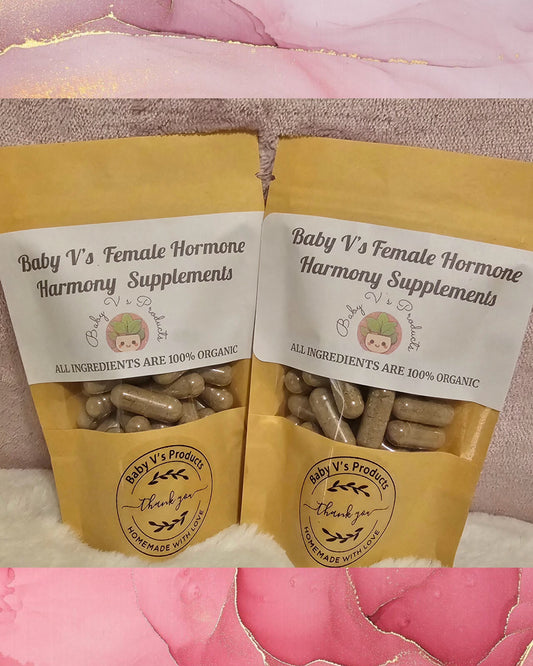 Baby V's Female Hormone
Harmony Supplements
Baby V's Products
ALL INGREDIENTS ARE 100% ORGANIC
Baby V's Products
Thank you
HOMEMADE WITH LOVE
Baby V's Female Hormone
Harmony Supplements
Baby V's Products
ALL INGREDIENTS ARE 100% ORGANIC
Baby V's Products
Thank you
HOMEMADE WITH LOVE